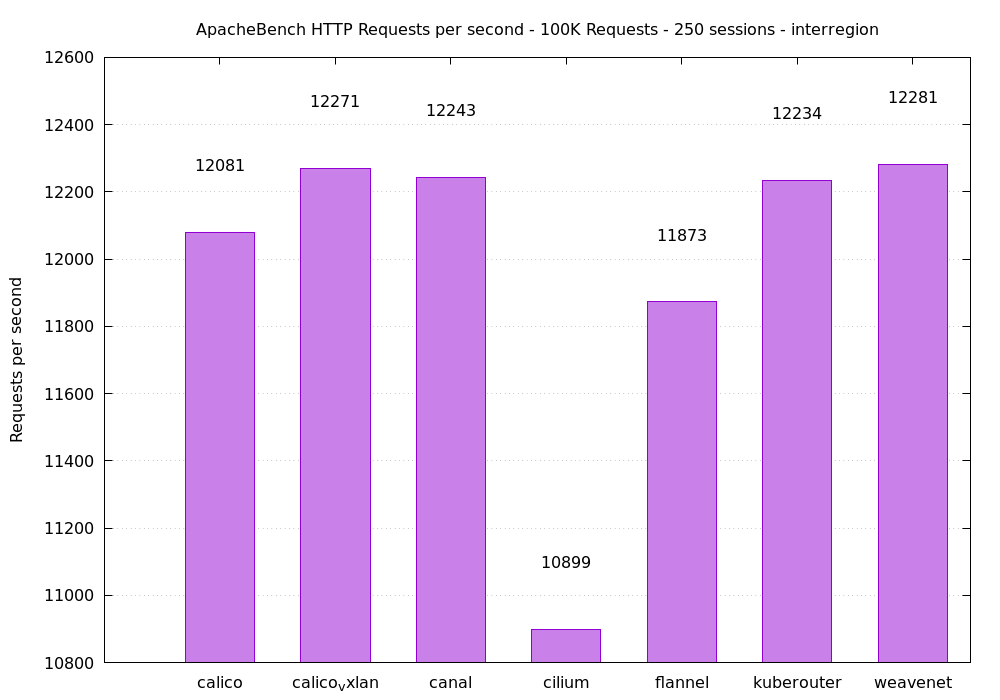 ApacheBench HTTP Requests per second - 100K Requests - 250 sessions - interregion
Requests per second
12600
12400
12200
12000
11800
11600
11400
11200
11000
10800
12081
12271
12243
10899
11873
12234
12281
calico
calicovxlan
canal
cilium
flannel
kuberouter
weavenet